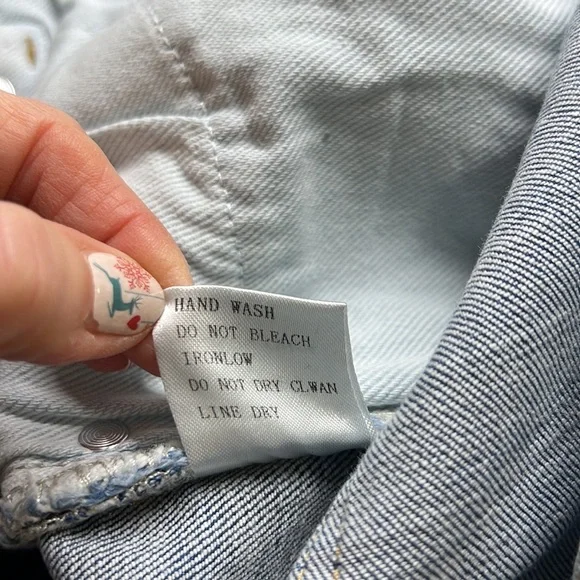 HAND WASH
DO NOT BLEACH
IRONLOW
DO NOT DRY CLWAN
LINE DRY